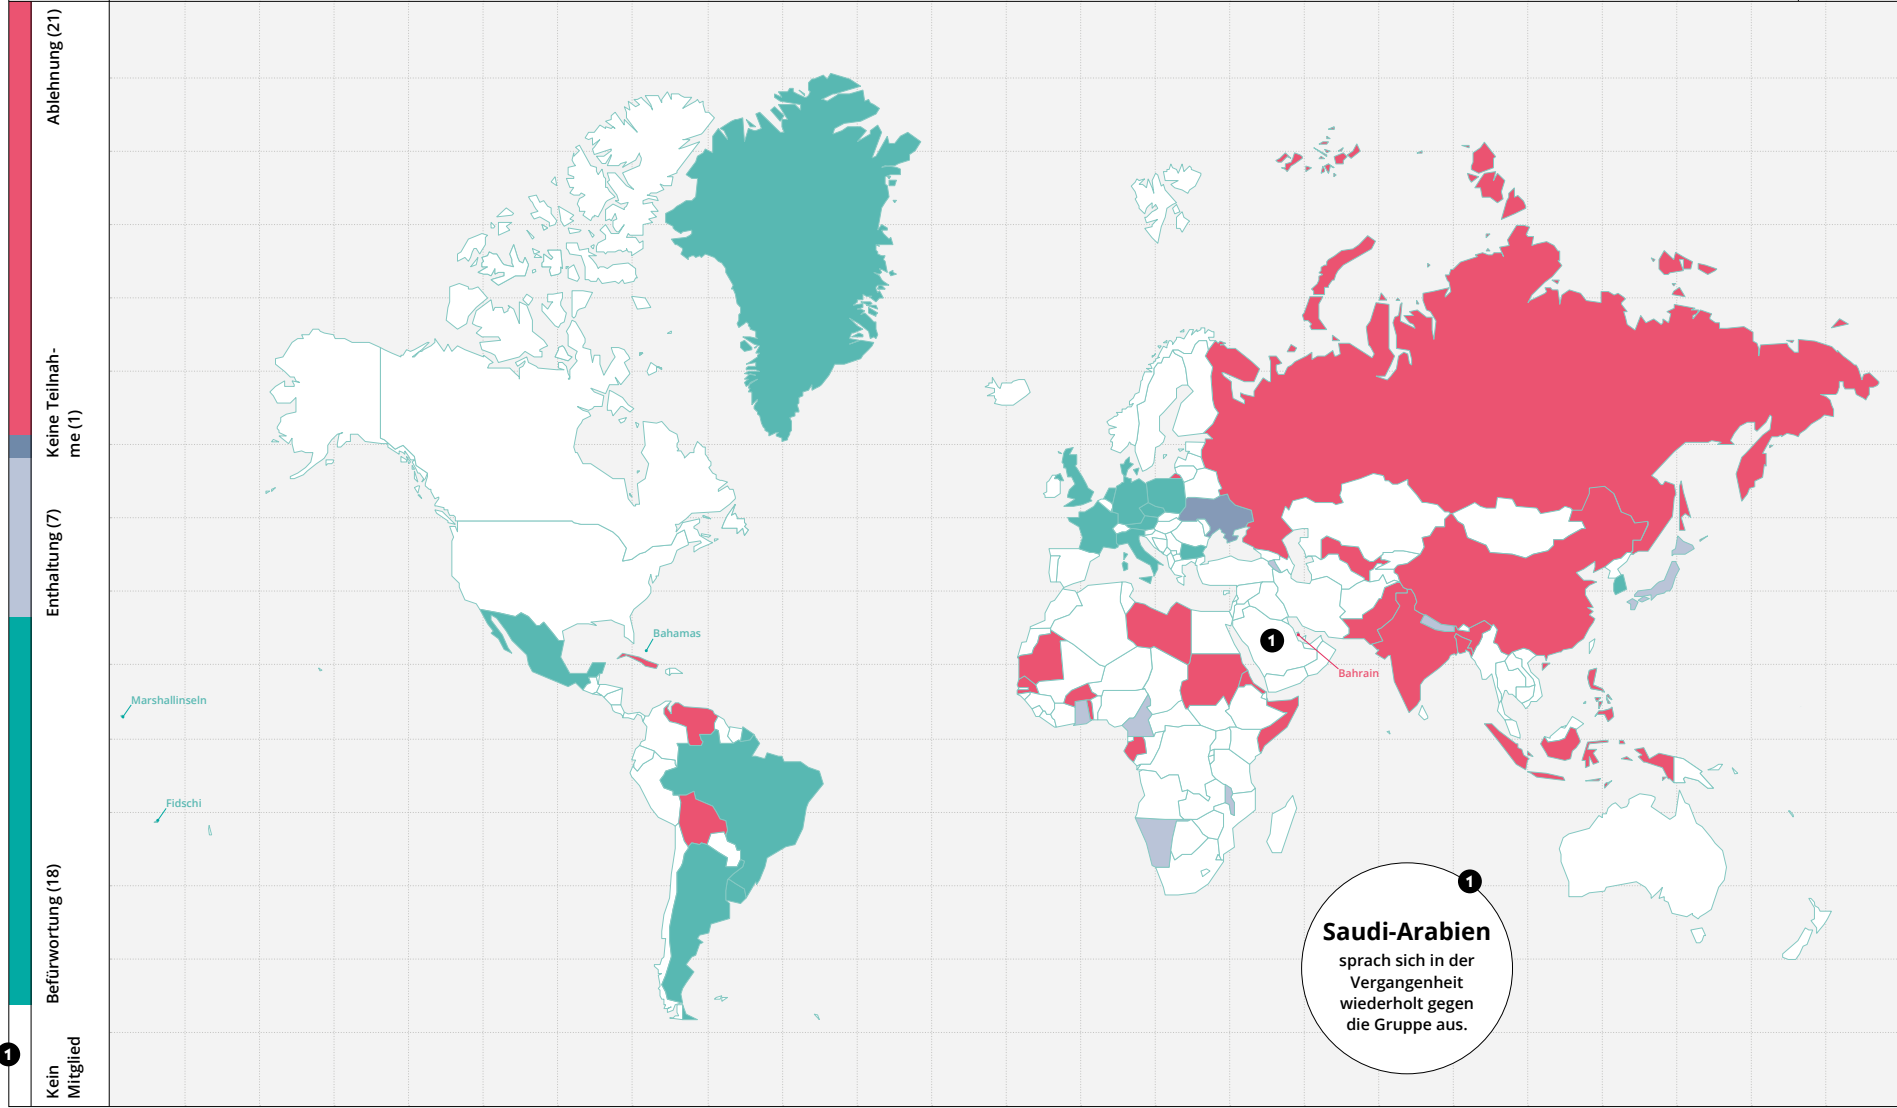 Ablehnung (21)
Keine Teilnah-
me (1)
Enthaltung (7)
Befürwortung (18)
Kein
Mitglied
1
Bahamas
Marshallinseln
Fidschi
1
Bahrain
1
Saudi-Arabien
sprach sich in der
Vergangenheit
wiederholt gegen
die Gruppe aus.